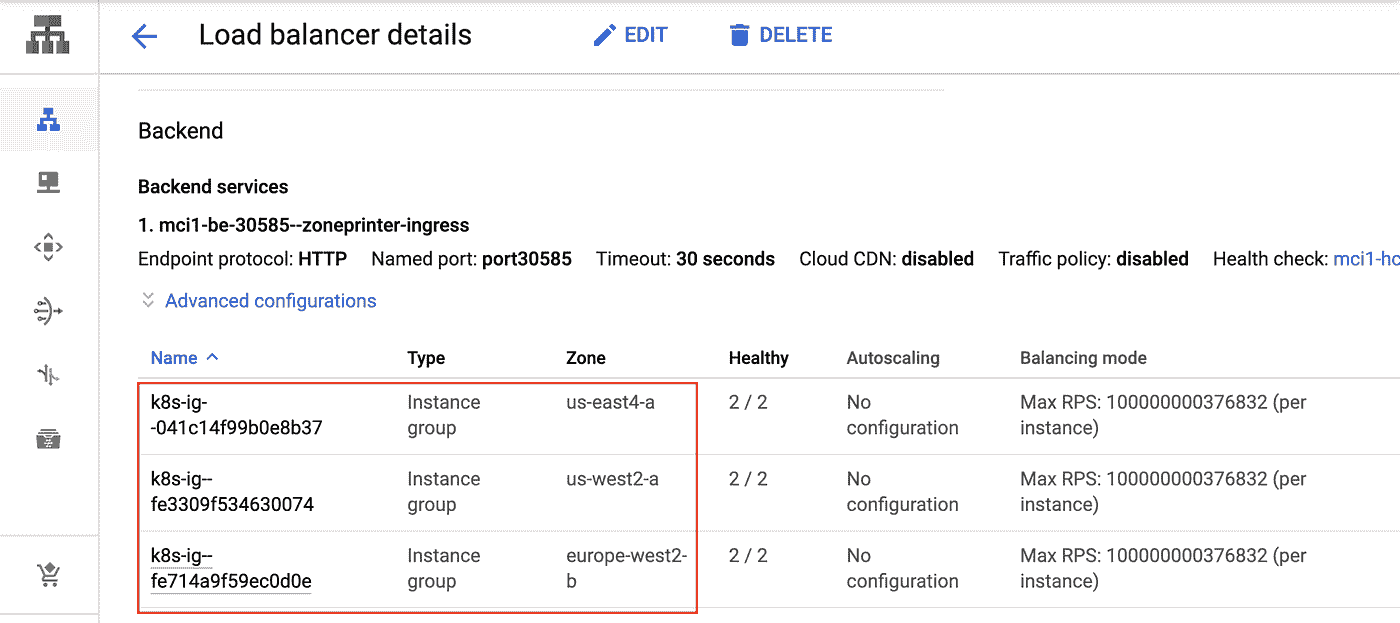 Load balancer details EDIT DELETE
Backend
Backend services
1. mci1-be-30585--zoneprinter-ingress
Endpoint protocol: HTTP Named port: port30585 Timeout: 30 seconds Cloud CDN: disabled Traffic policy: disabled Health check: mci1-hc
Advanced configurations
Name Type Zone Healthy Autoscaling Balancing mode
k8s-ig- Instance us-east4-a 2 / 2 No Max RPS: 100000000376832 (per
-041c14f99b0e8b37 group configuration instance)
k8s-ig-- Instance us-west2-a 2 / 2 No Max RPS: 100000000376832 (per
fe3309f534630074 group configuration instance)
k8s-ig-- Instance europe-west2- 2 / 2 No Max RPS: 100000000376832 (per
fe714a9f59ec0d0e group b configuration instance)